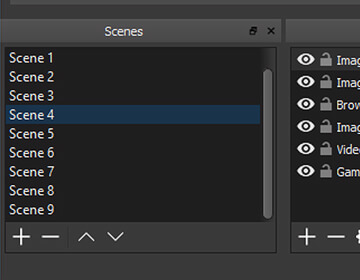 Scenes
Scene 1
Scene 2
Scene 3
Scene 4
Scene 5
Scene 6
Scene 7
Scene 8
Scene 9
Imag
Imag
Brow
Imag
Video
Gam